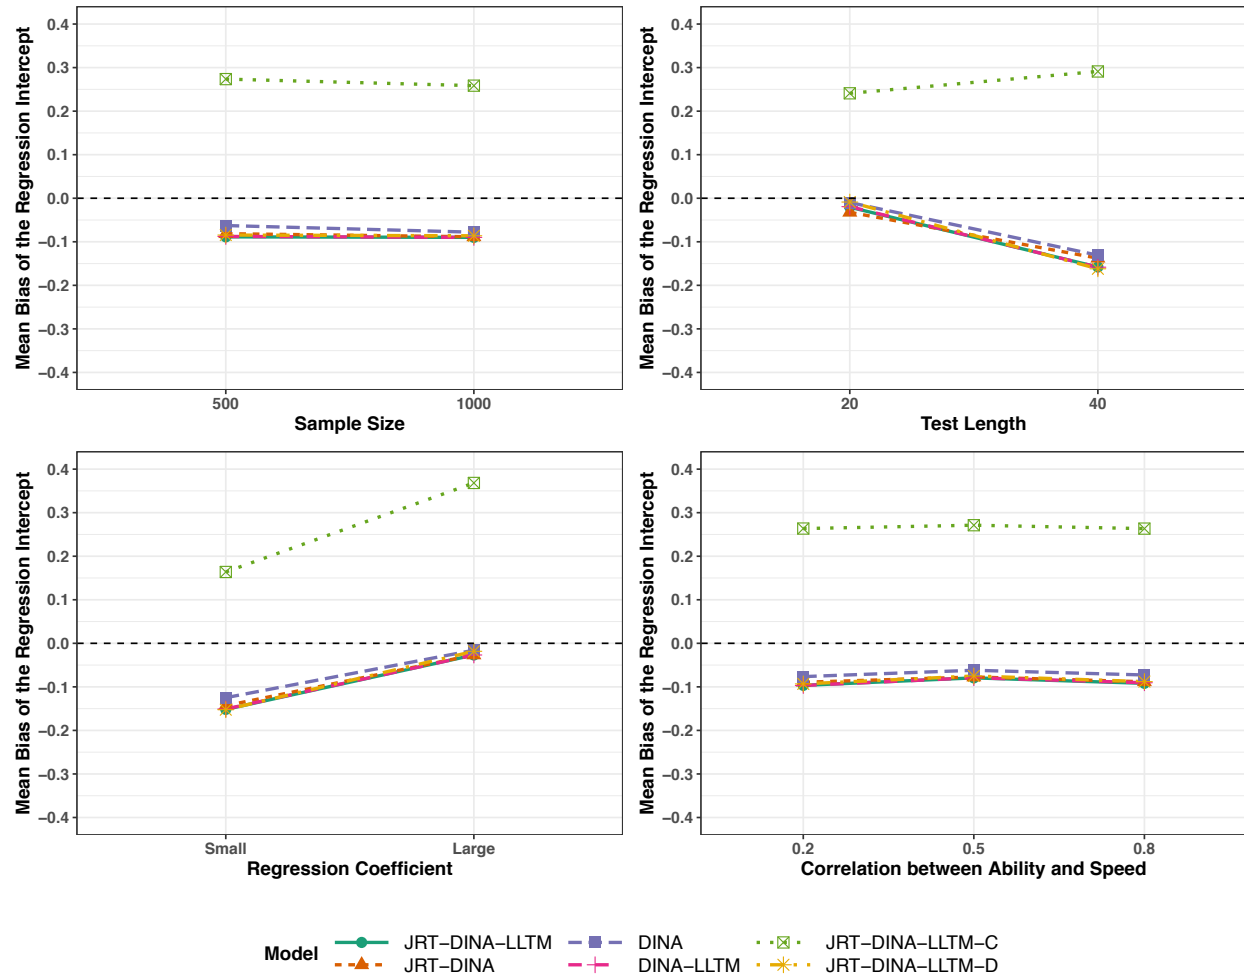 Mean Bias of the Regression Intercept
0.4
0.3
0.2
0.1
0.0
−0.1
−0.2
−0.3
−0.4
500 1000
Sample Size
Mean Bias of the Regression Intercept
0.4
0.3
0.2
0.1
0.0
−0.1
−0.2
−0.3
−0.4
20 40
Test Length
Mean Bias of the Regression Intercept
0.4
0.3
0.2
0.1
0.0
−0.1
−0.2
−0.3
−0.4
Small Large
Regression Coefficient
Mean Bias of the Regression Intercept
0.4
0.3
0.2
0.1
0.0
−0.1
−0.2
−0.3
−0.4
0.2 0.5 0.8
Correlation between Ability and Speed
Model
JRT−DINA−LLTM DINA JRT−DINA−LLTM−C
JRT−DINA DINA−LLTM JRT−DINA−LLTM−D